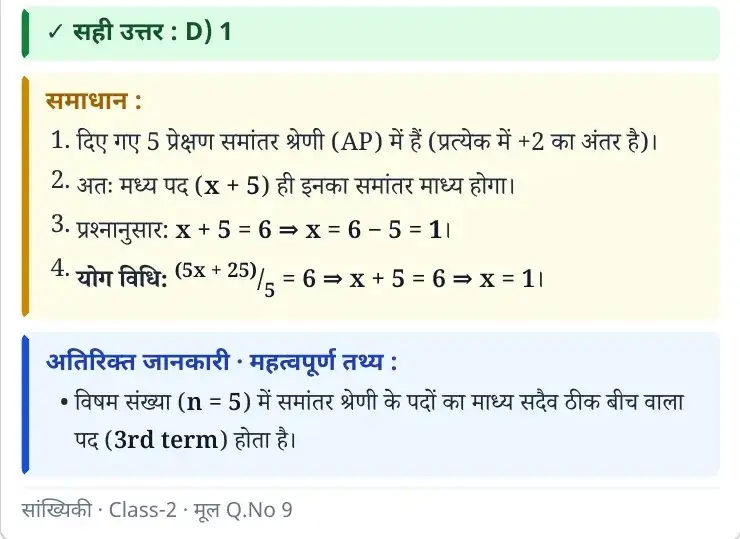 ✓ सही उत्तर : D) 1
समाधान :
1. दिए गए 5 प्रेक्षण समांतर श्रेणी (AP) में हैं (प्रत्येक में +2 का अंतर है)।
2. अतः मध्य पद (x + 5) ही इनका समांतर माध्य होगा।
3. प्रश्नानुसार: x + 5 = 6 ⇒ x = 6 − 5 = 1।
4. योग विधि: (5x + 25)/5 = 6 ⇒ x + 5 = 6 ⇒ x = 1।
अतिरिक्त जानकारी · महत्वपूर्ण तथ्य :
• विषम संख्या (n = 5) में समांतर श्रेणी के पदों का माध्य सदैव ठीक बीच वाला
पद (3rd term) होता है।
सांख्यिकी · Class-2 · मूल Q.No 9